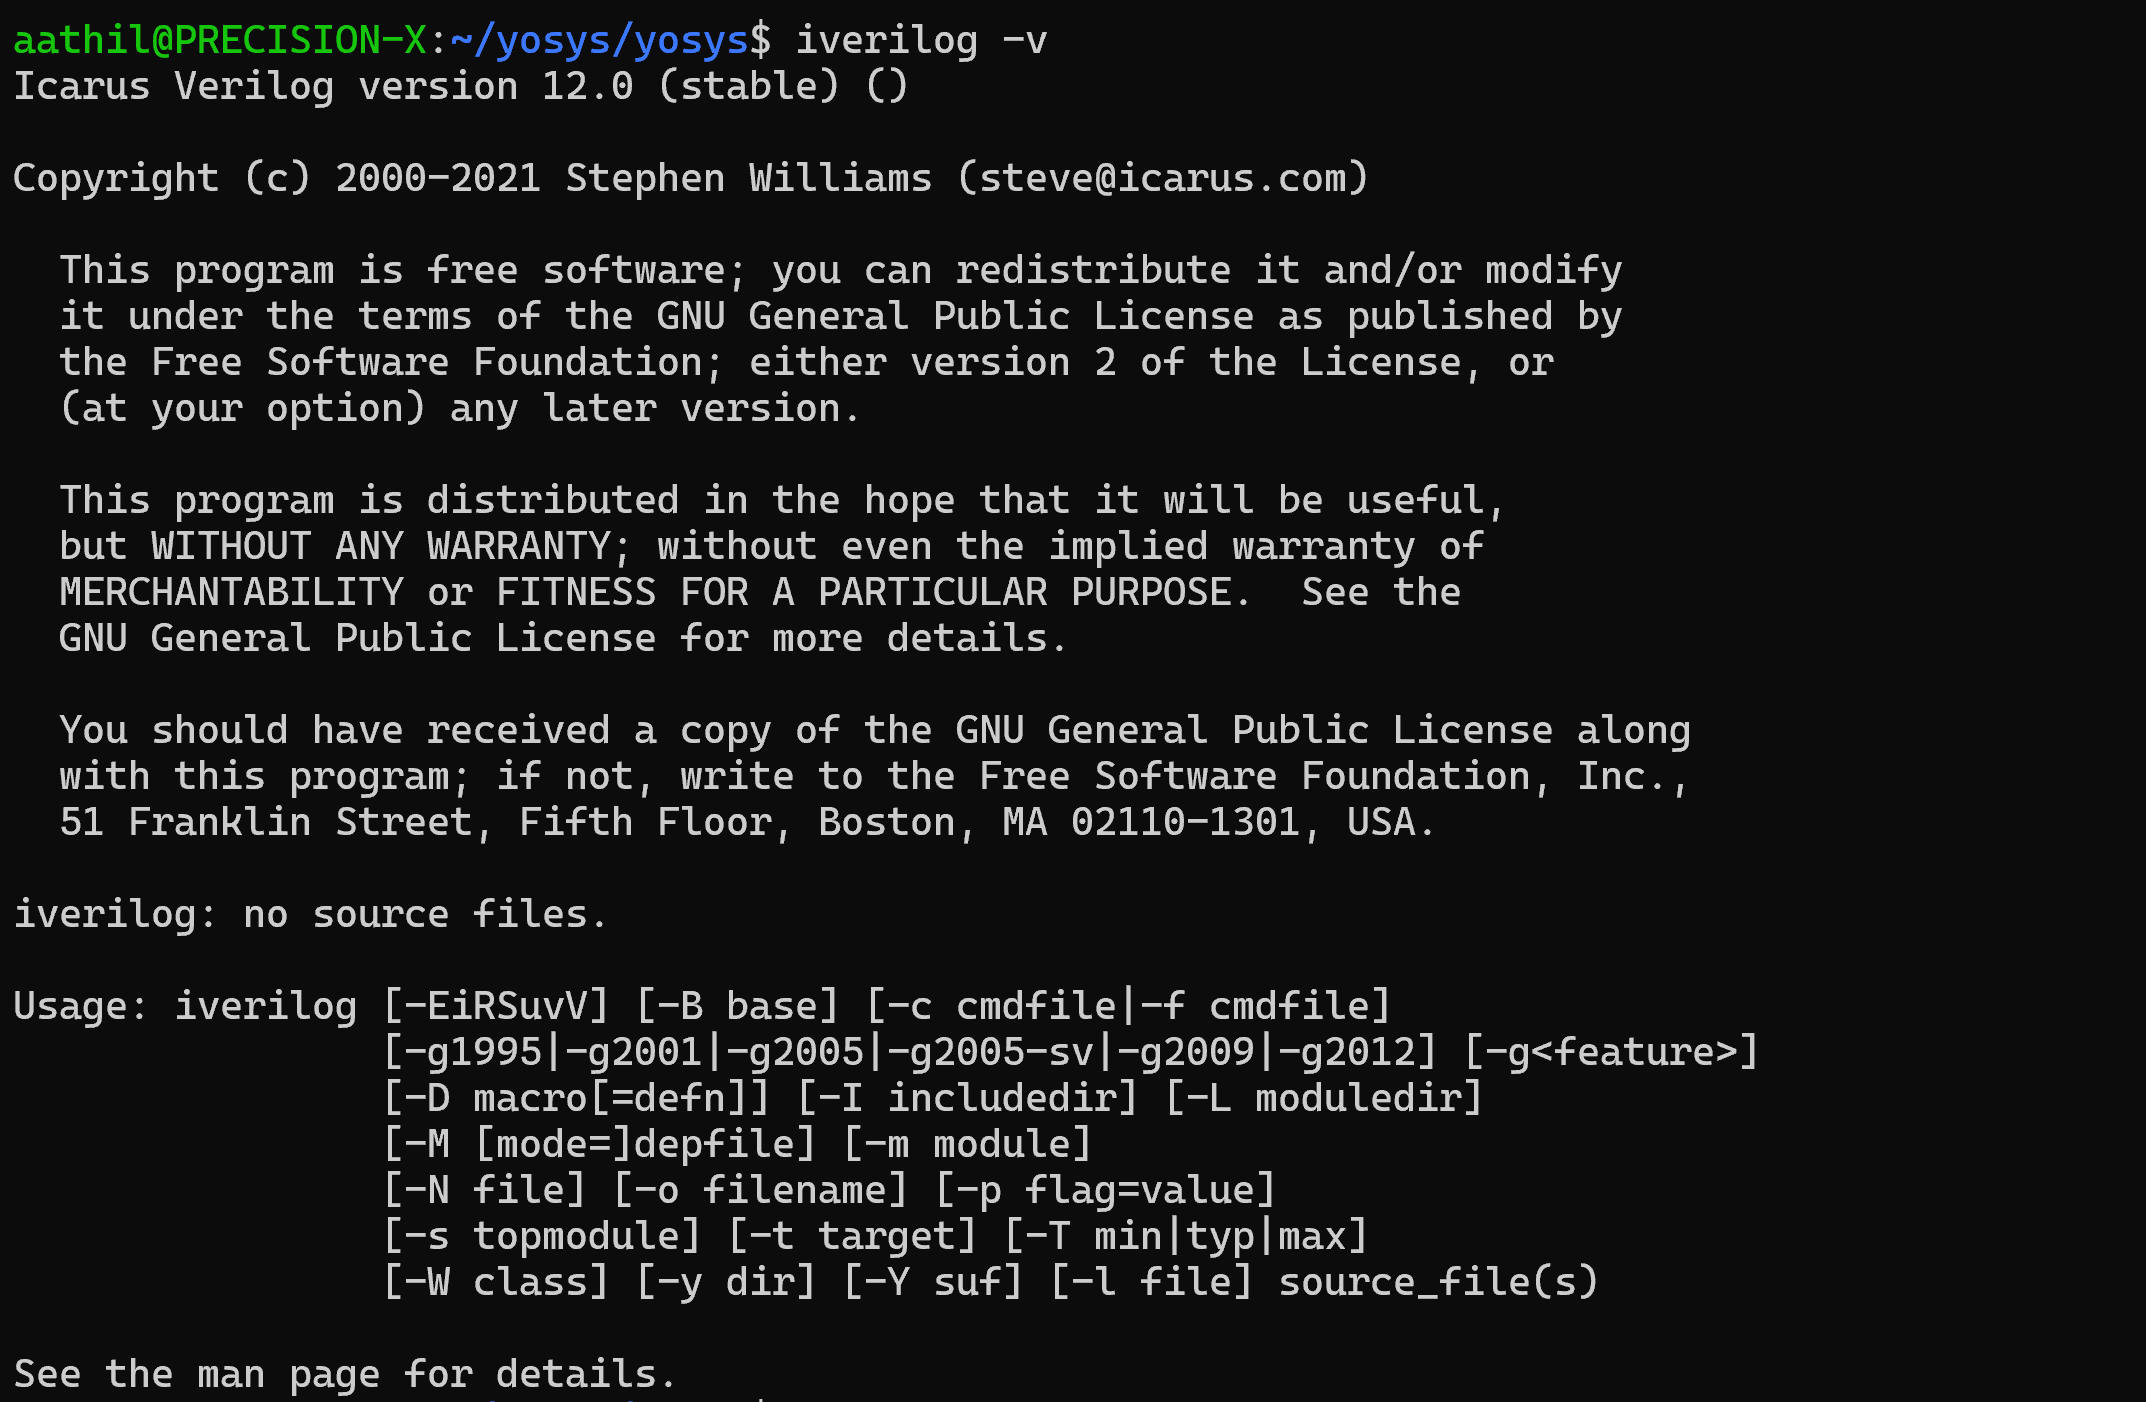 aathil@PRECISION-X:~/yosys/yosys$ iverilog -v
Icarus Verilog version 12.0 (stable) ()
Copyright (c) 2000-2021 Stephen Williams (steve@icarus.com)
This program is free software; you can redistribute it and/or modify
it under the terms of the GNU General Public License as published by
the Free Software Foundation; either version 2 of the License, or
(at your option) any later version.
This program is distributed in the hope that it will be useful,
but WITHOUT ANY WARRANTY; without even the implied warranty of
MERCHANTABILITY or FITNESS FOR A PARTICULAR PURPOSE.  See the
GNU General Public License for more details.
You should have received a copy of the GNU General Public License along
with this program; if not, write to the Free Software Foundation, Inc.,
51 Franklin Street, Fifth Floor, Boston, MA 02110-1301, USA.
iverilog: no source files.
Usage: iverilog [-EiRSuvV] [-B base] [-c cmdfile|-f cmdfile]
[-g1995|-g2001|-g2005|-g2005-sv|-g2009|-g2012] [-g<feature>]
[-D macro[=defn]] [-I includedir] [-L moduledir]
[-M [mode=]depfile] [-m module]
[-N file] [-o filename] [-p flag=value]
[-s topmodule] [-t target] [-T min|typ|max]
[-W class] [-y dir] [-Y suf] [-l file] source_file(s)
See the man page for details.